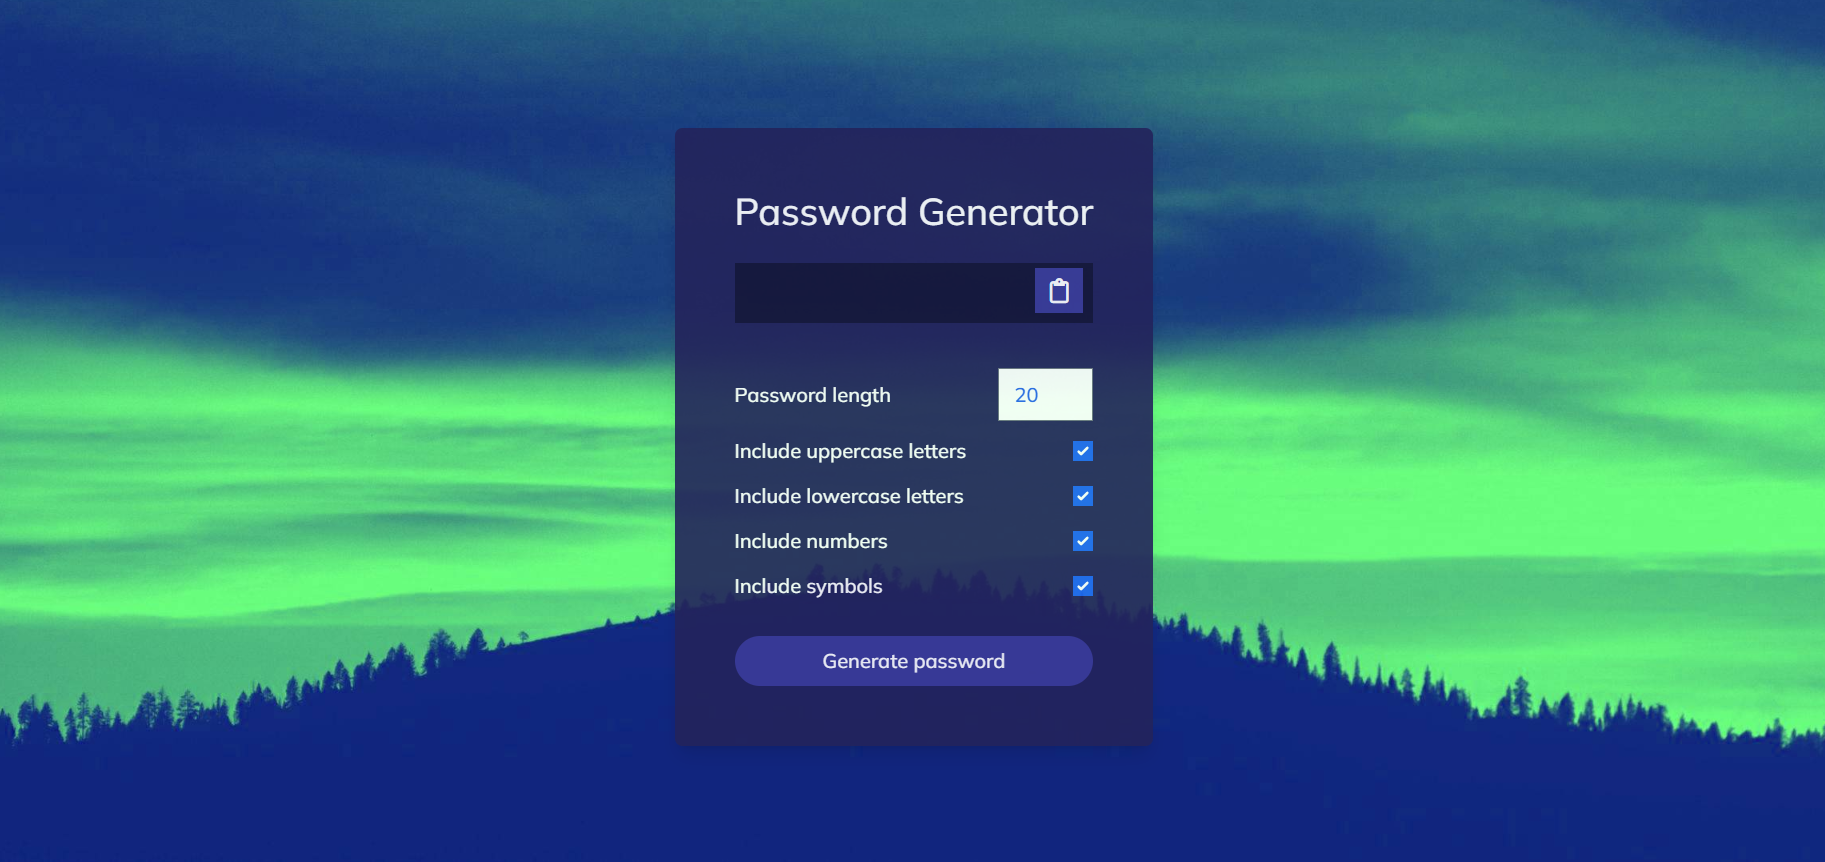 Password Generator
Password length 20
Include uppercase letters
Include lowercase letters
Include numbers
Include symbols
Generate password